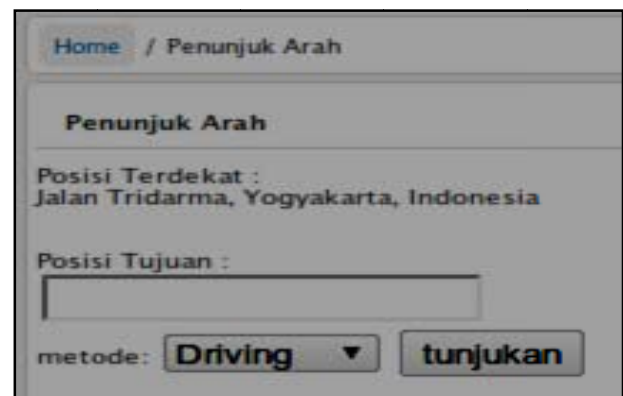 Home / Penunjuk Arah
Penunjuk Arah
Posisi Terdekat :
Jalan Tridarma, Yogyakarta, Indonesia
Posisi Tujuan :
metode: Driving ▼ tunjukan